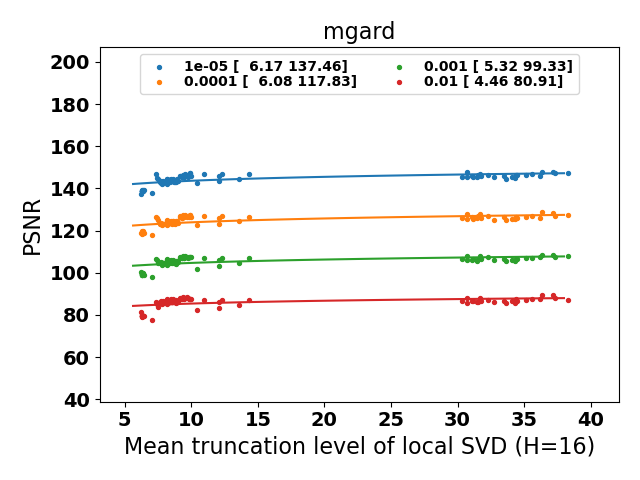 mgard
1e-05 [  6.17 137.46]
0.0001 [  6.08 117.83]
0.001 [ 5.32 99.33]
0.01 [ 4.46 80.91]
PSNR
200
180
160
140
120
100
80
60
40
5 10 15 20 25 30 35 40
Mean truncation level of local SVD (H=16)